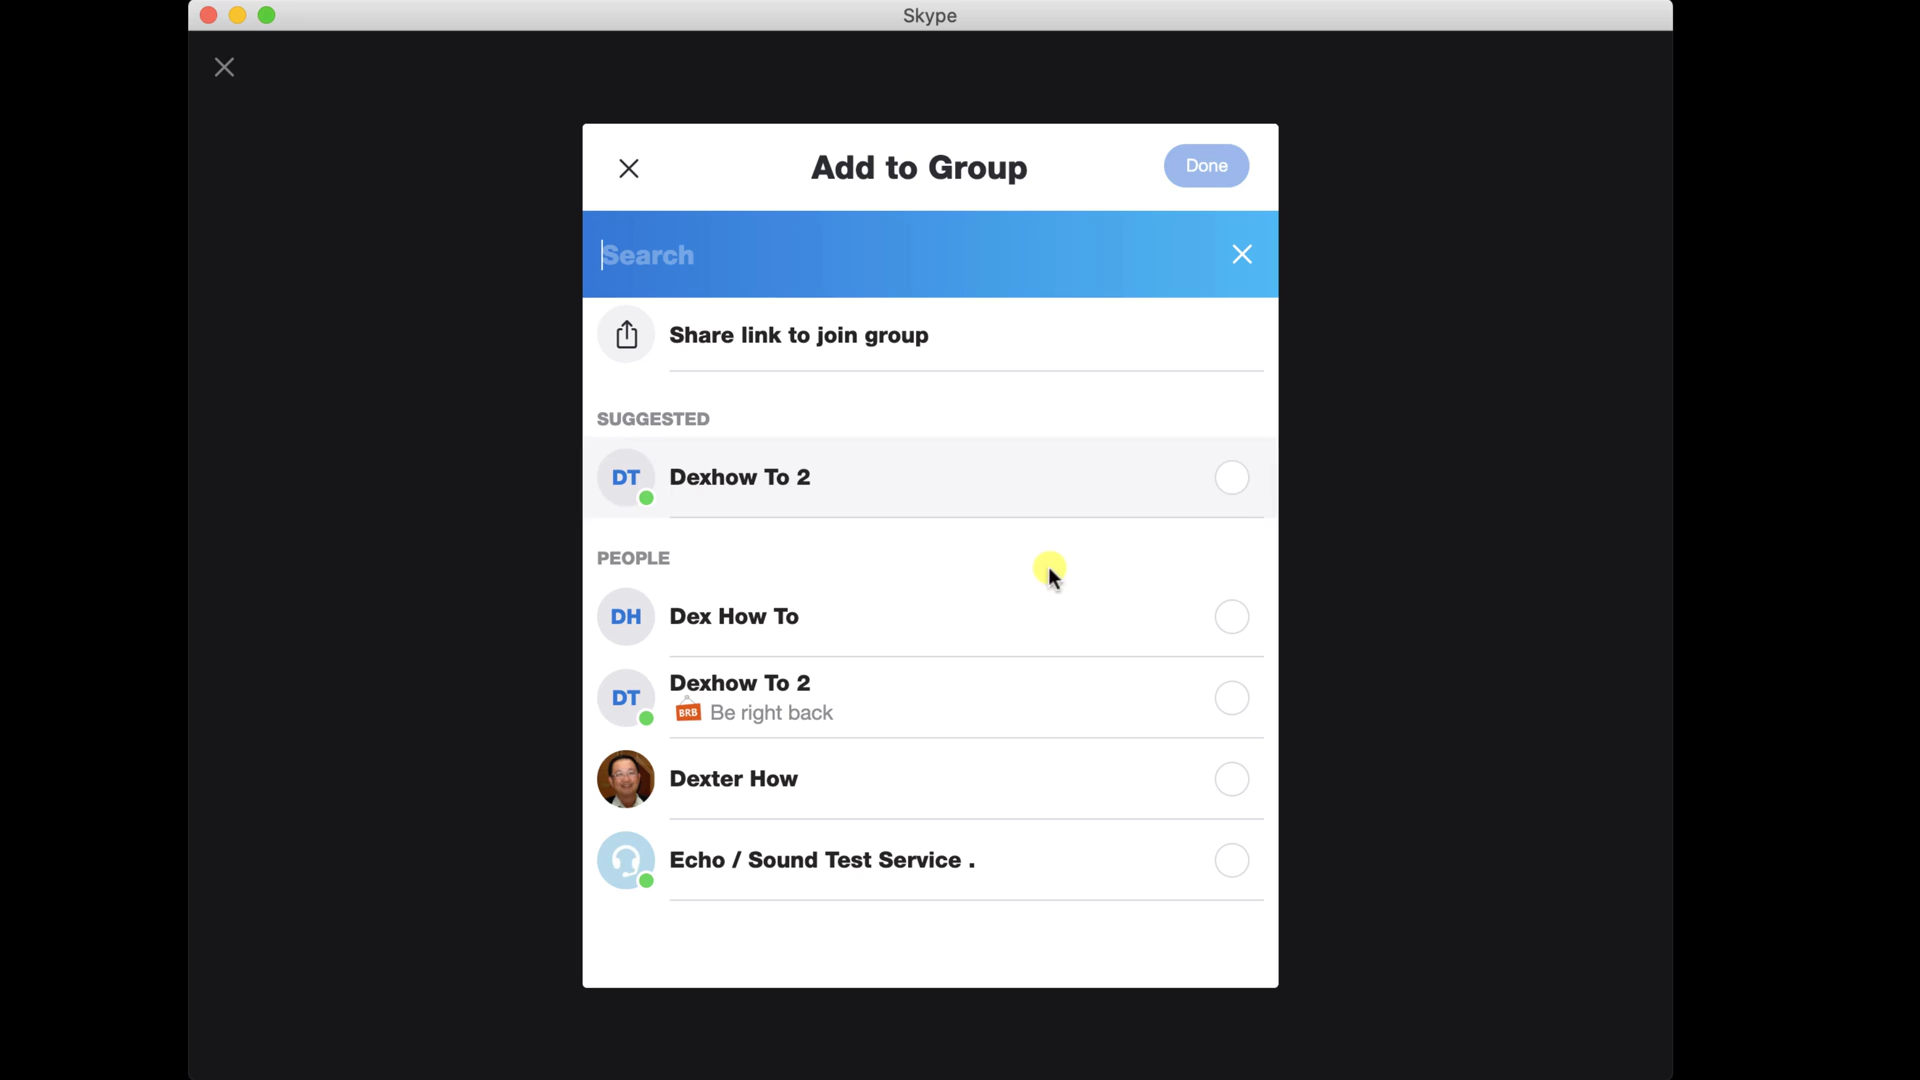 Skype
Add to Group
Done
Search
Share link to join group
SUGGESTED
DT
Dexhow To 2
PEOPLE
DH
Dex How To
DT
Dexhow To 2
BRB Be right back
Dexter How
Echo / Sound Test Service .